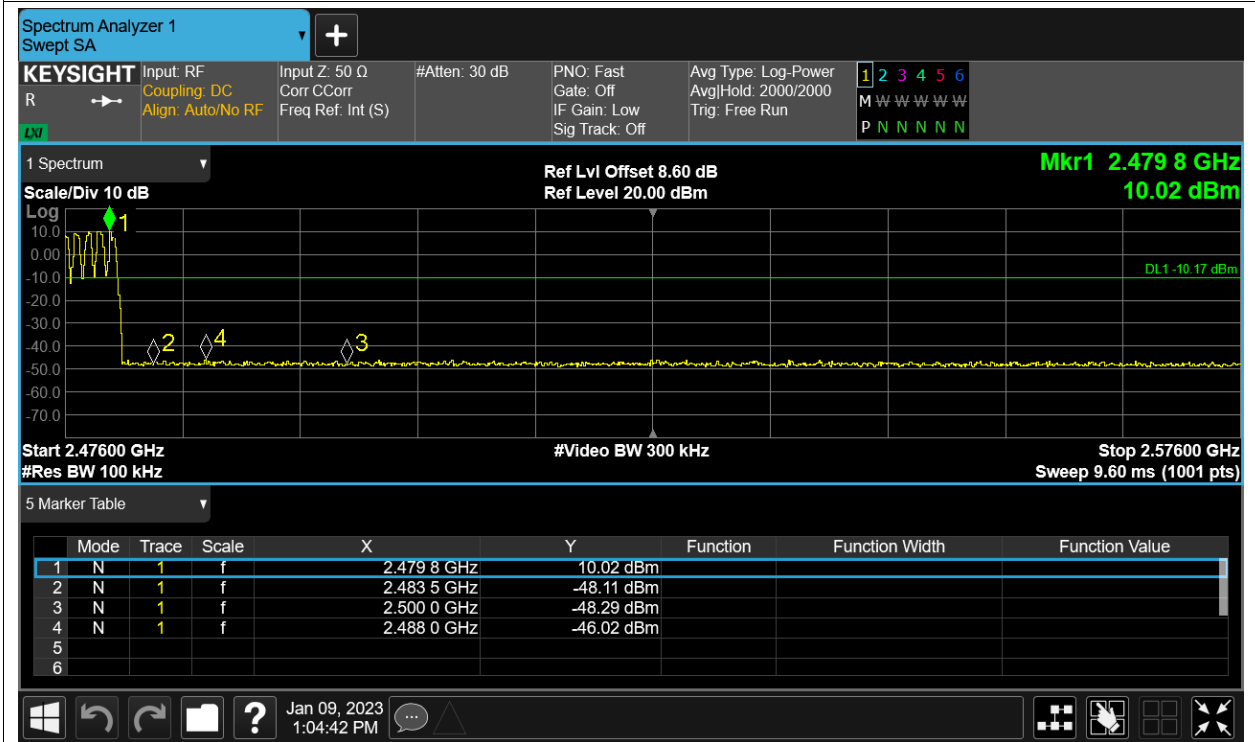 Spectrum Analyzer 1
Swept SA
+
KEYSIGHT
R
LXI
Input: RF
Coupling: DC
Align: Auto/No RF
Input Z: 50 Ω
Corr CCorr
Freq Ref: Int (S)
#Atten: 30 dB
PNO: Fast
Gate: Off
IF Gain: Low
Sig Track: Off
Avg Type: Log-Power
Avg|Hold: 2000/2000
Trig: Free Run
1 2 3 4 5 6
M W W W W W
P N N N N N
1 Spectrum
Scale/Div 10 dB
Ref Lvl Offset 8.60 dB
Ref Level 20.00 dBm
Mkr1 2.479 8 GHz
10.02 dBm
Log
10.0
0.00
-10.0
-20.0
-30.0
-40.0
-50.0
-60.0
-70.0
1
2
4
3
DL1 -10.17 dBm
Start 2.47600 GHz
#Res BW 100 kHz
#Video BW 300 kHz
Stop 2.57600 GHz
Sweep 9.60 ms (1001 pts)
5 Marker Table
Mode Trace Scale X Y Function Function Width Function Value
1 N 1 f 2.479 8 GHz 10.02 dBm
2 N 1 f 2.483 5 GHz -48.11 dBm
3 N 1 f 2.500 0 GHz -48.29 dBm
4 N 1 f 2.488 0 GHz -46.02 dBm
5
6
?
Jan 09, 2023
1:04:42 PM